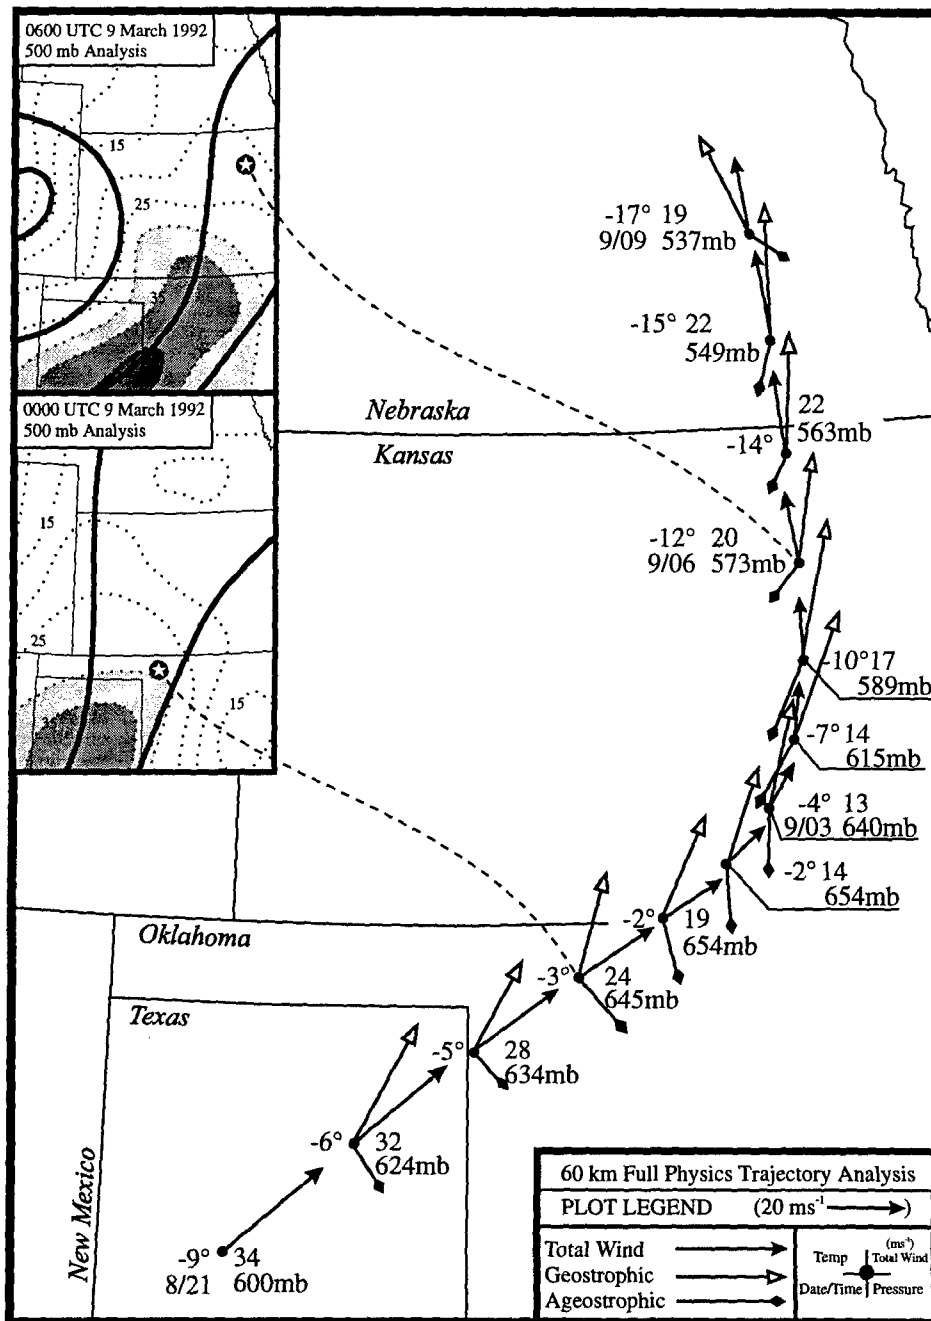 0600 UTC 9 March 1992
500 mb Analysis
15
25
35
0000 UTC 9 March 1992
500 mb Analysis
15
25
35
15
-17° 19
9/09 537mb
-15° 22
549mb
Nebraska
22
563mb
-14°
Kansas
-12° 20
9/06 573mb
-10° 17
589mb
-7° 14
615mb
-4° 13
9/03 640mb
-2° 14
654mb
-2°
19
654mb
Oklahoma
-3°
24
645mb
Texas
-5°
28
634mb
-6°
32
624mb
New Mexico
-9° 34
8/21 600mb
60 km Full Physics Trajectory Analysis
PLOT LEGEND (20 ms⁻¹ )
Total Wind
Geostrophic
Ageostrophic
(ms⁻¹)
Temp Total Wind
Date/Time Pressure